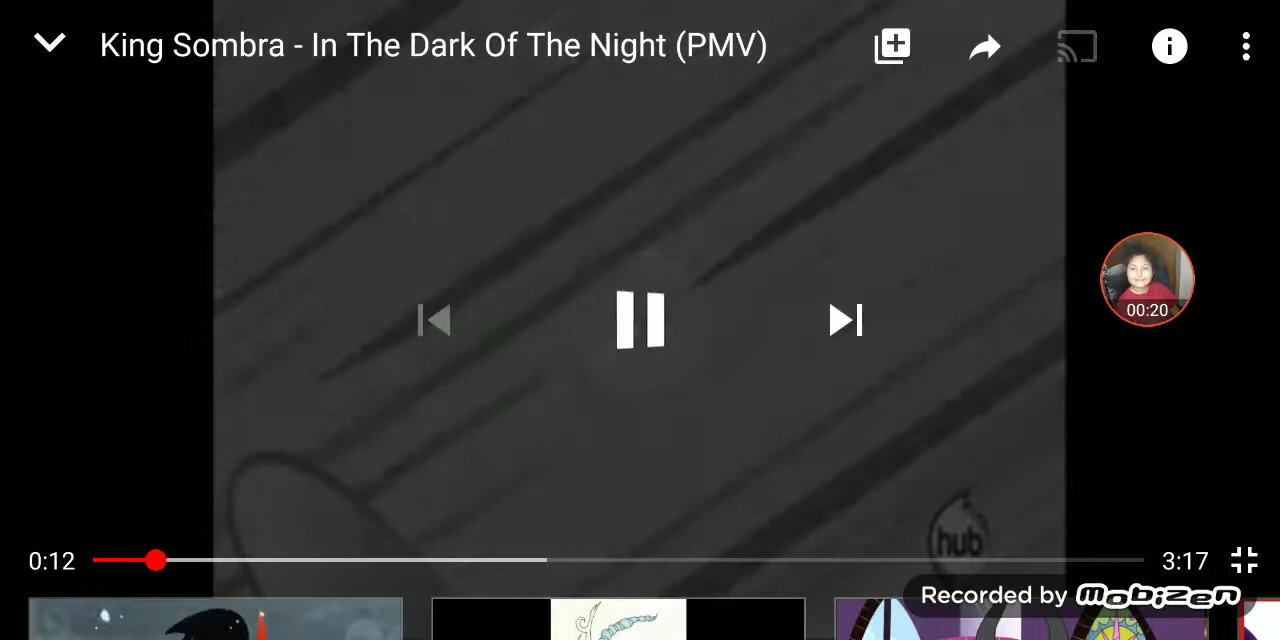 King Sombra - In The Dark Of The Night (PMV)
00:20
hub
0:12
3:17
Recorded by mobizen